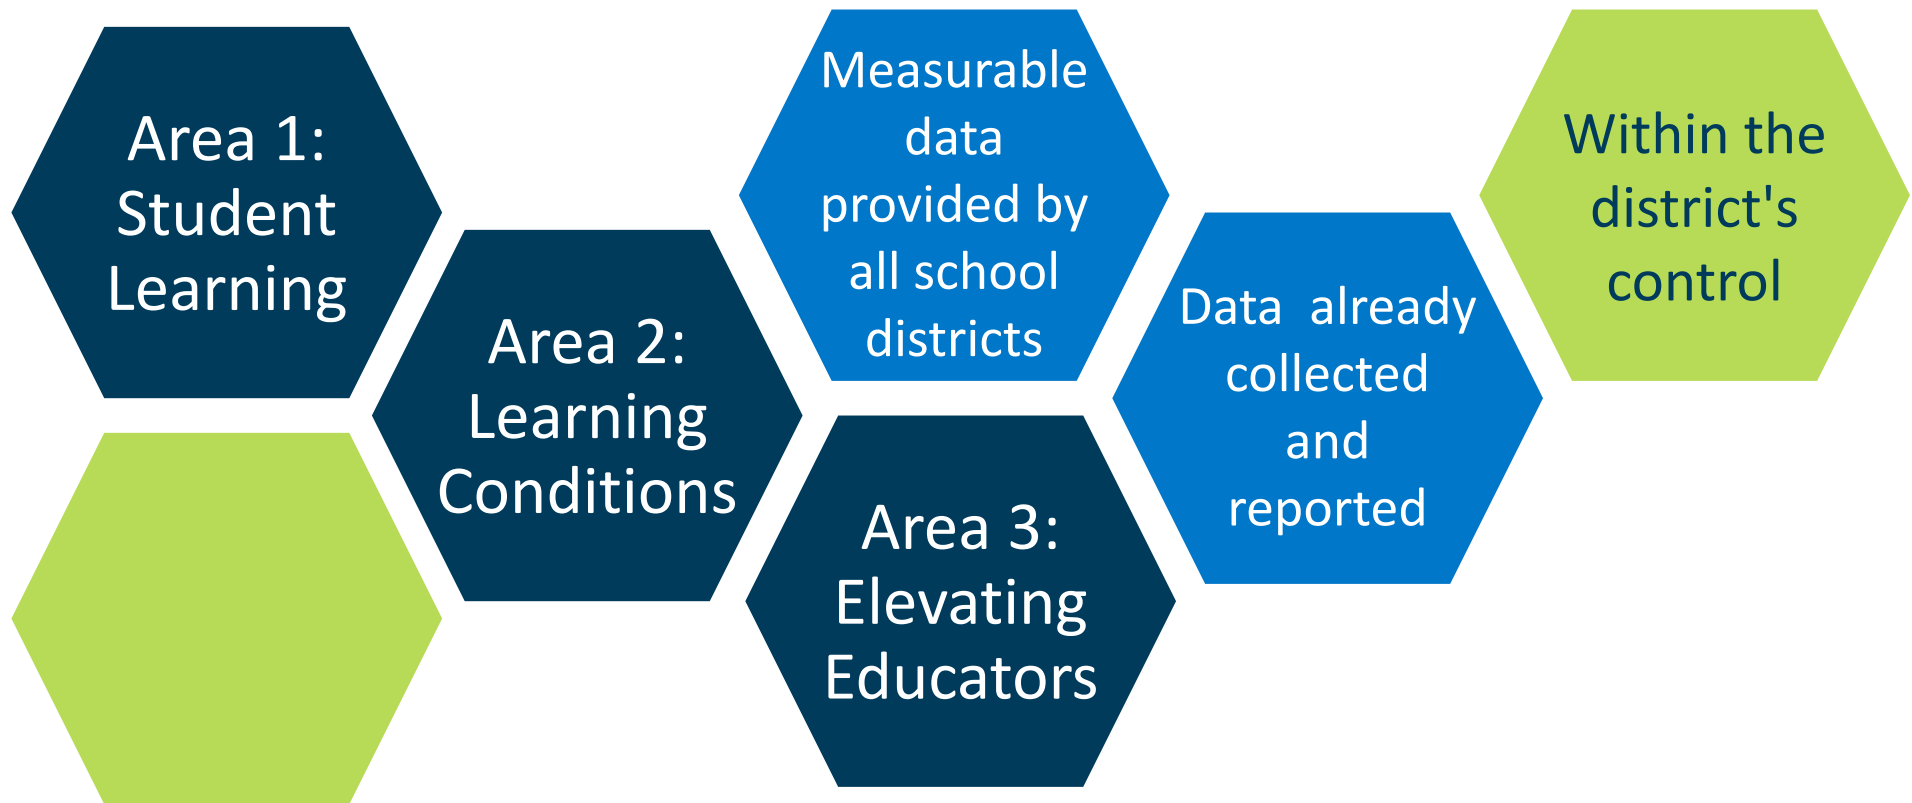 Area 1:
Student
Learning
Area 2:
Learning
Conditions
Measurable
data
provided by
all school
districts
Area 3:
Elevating
Educators
Data  already
collected
and
reported
Within the
district's
control